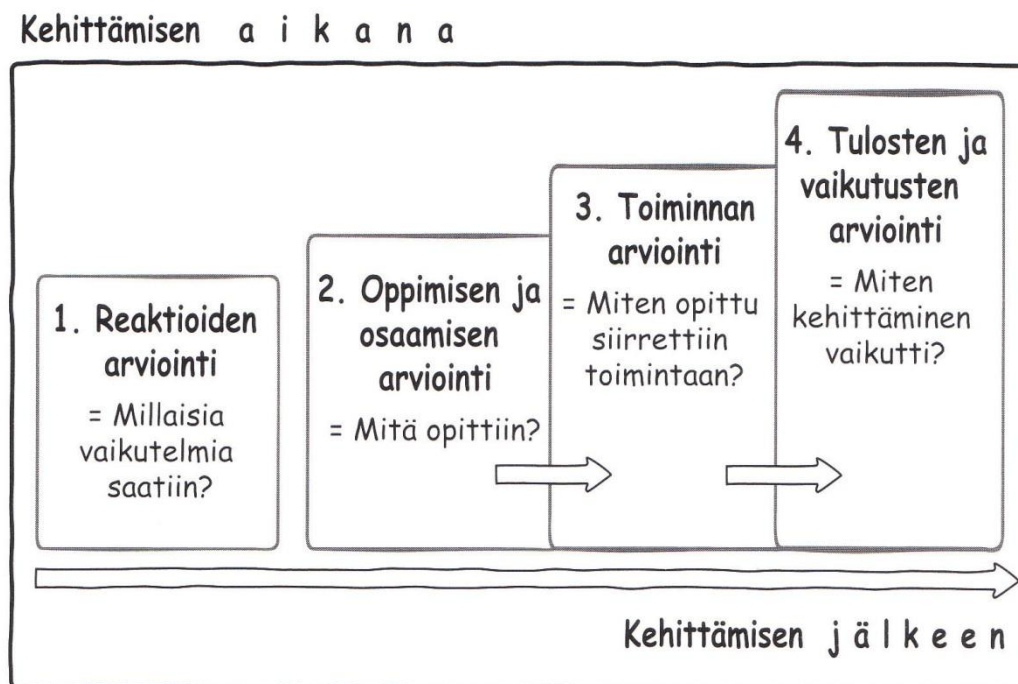 Kehittämisen a i k a n a
1. Reaktioiden
arviointi
= Millaisia
vaikutelmia
saatiin?
2. Oppimisen ja
osaamisen
arviointi
= Mitä opittiin?
3. Toiminnan
arviointi
= Miten opittu
siirrettiin
toimintaan?
4. Tulosten ja
vaikutusten
arviointi
= Miten
kehittäminen
vaikutti?
Kehittämisen j ä l k e e n